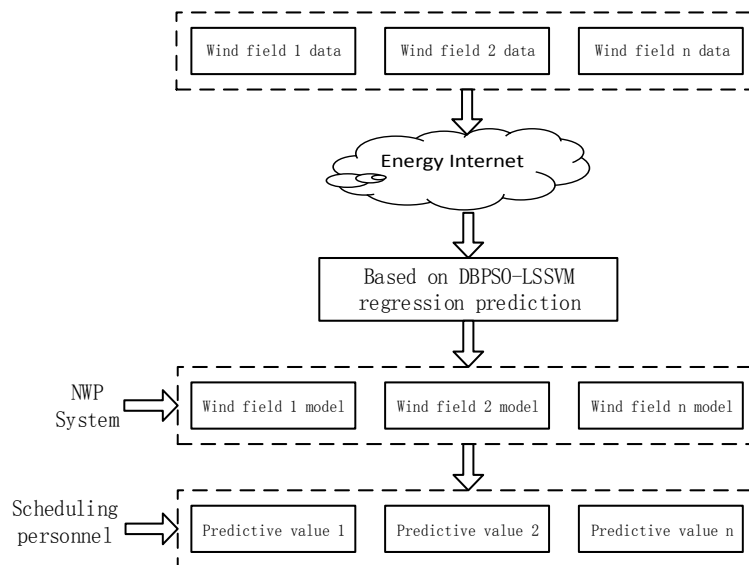 Wind field 1 data
Wind field 2 data
Wind field n data
Energy Internet
Based on DBPSO-LSSVM
regression prediction
NWP
System
Wind field 1 model
Wind field 2 model
Wind field n model
Scheduling
personnel
Predictive value 1
Predictive value 2
Predictive value n